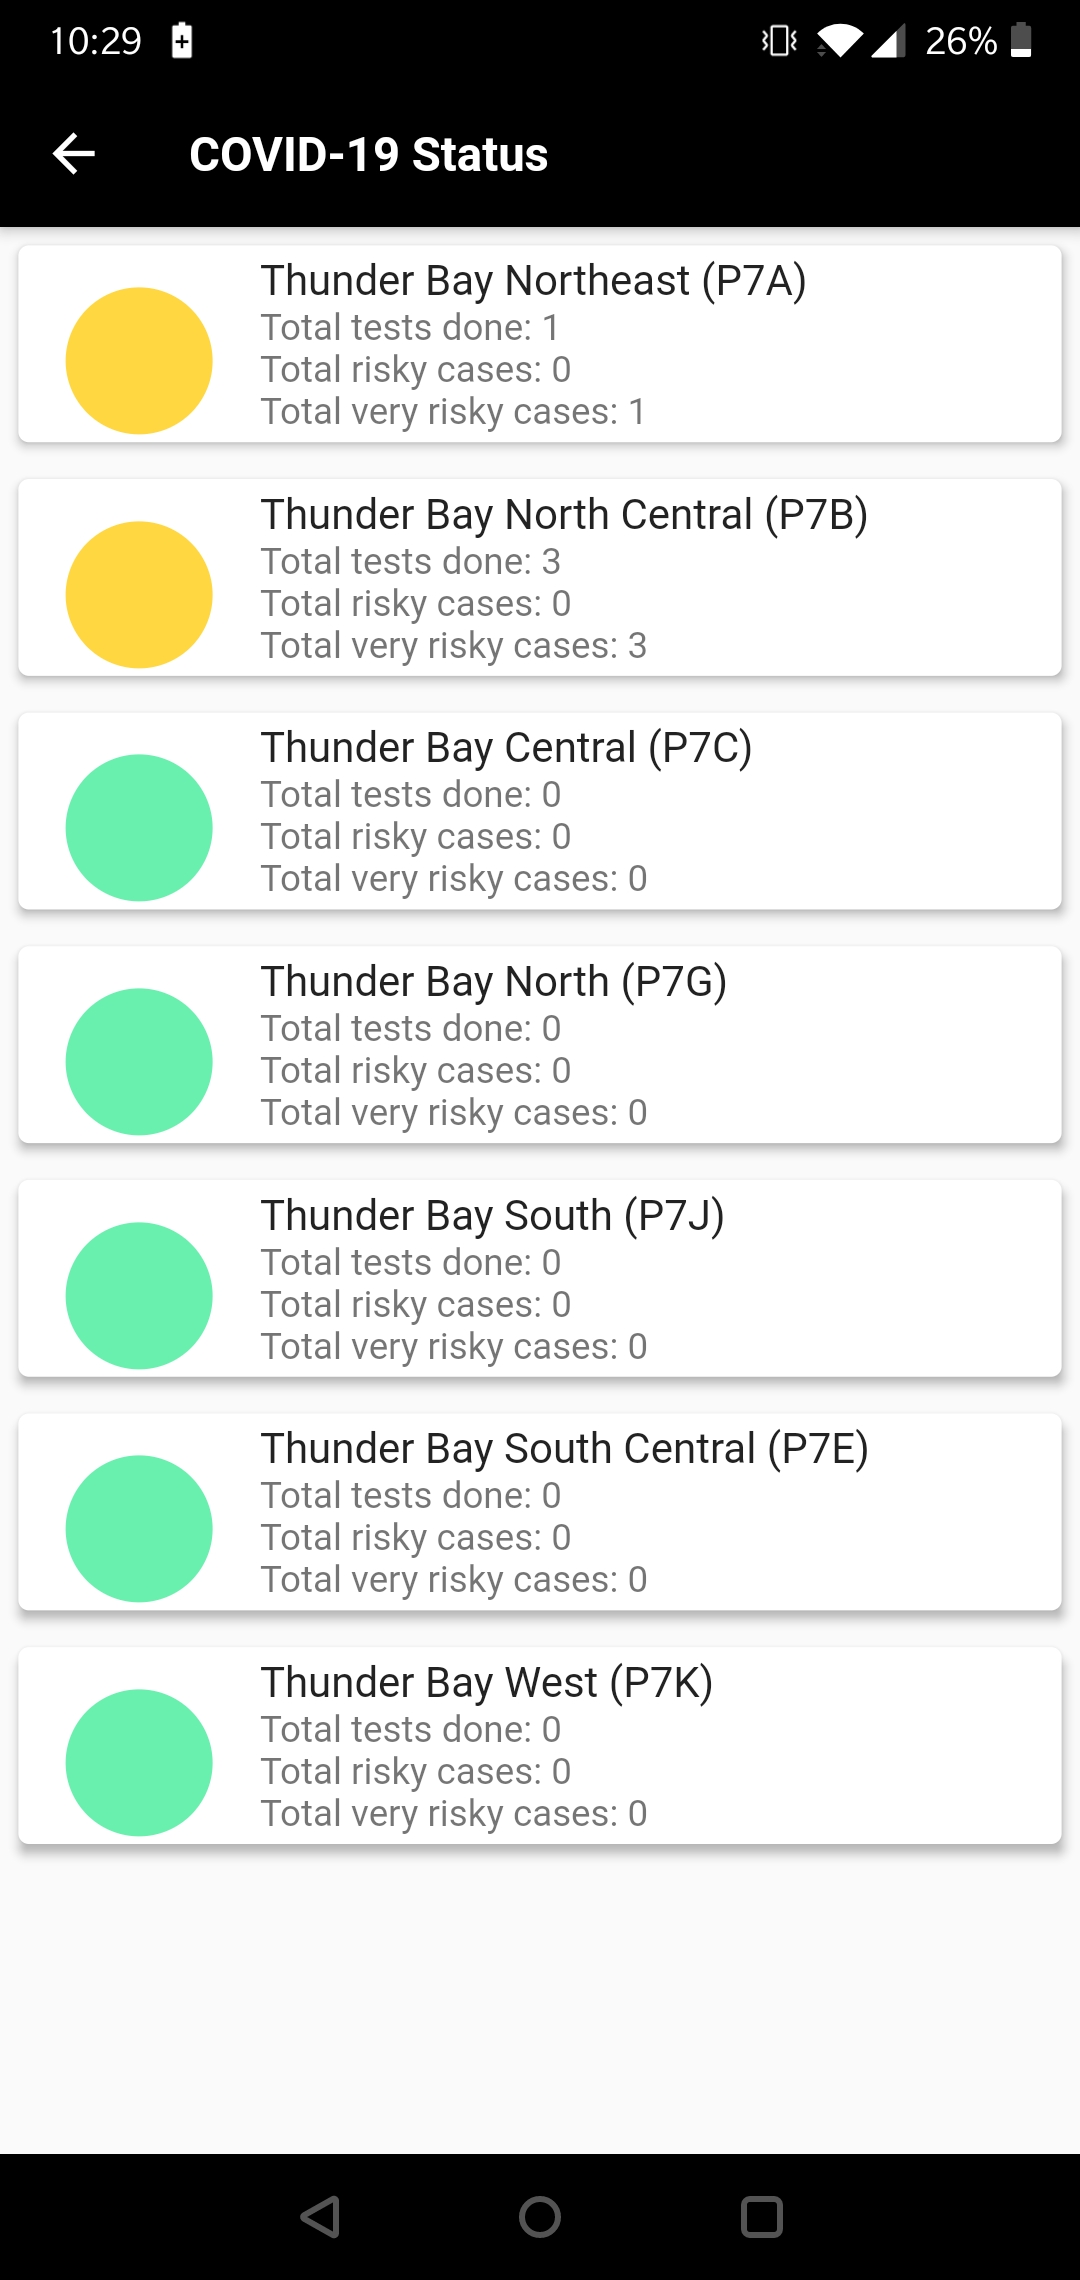 10:29
26%
COVID-19 Status
Thunder Bay Northeast (P7A)
Total tests done: 1
Total risky cases: 0
Total very risky cases: 1
Thunder Bay North Central (P7B)
Total tests done: 3
Total risky cases: 0
Total very risky cases: 3
Thunder Bay Central (P7C)
Total tests done: 0
Total risky cases: 0
Total very risky cases: 0
Thunder Bay North (P7G)
Total tests done: 0
Total risky cases: 0
Total very risky cases: 0
Thunder Bay South (P7J)
Total tests done: 0
Total risky cases: 0
Total very risky cases: 0
Thunder Bay South Central (P7E)
Total tests done: 0
Total risky cases: 0
Total very risky cases: 0
Thunder Bay West (P7K)
Total tests done: 0
Total risky cases: 0
Total very risky cases: 0